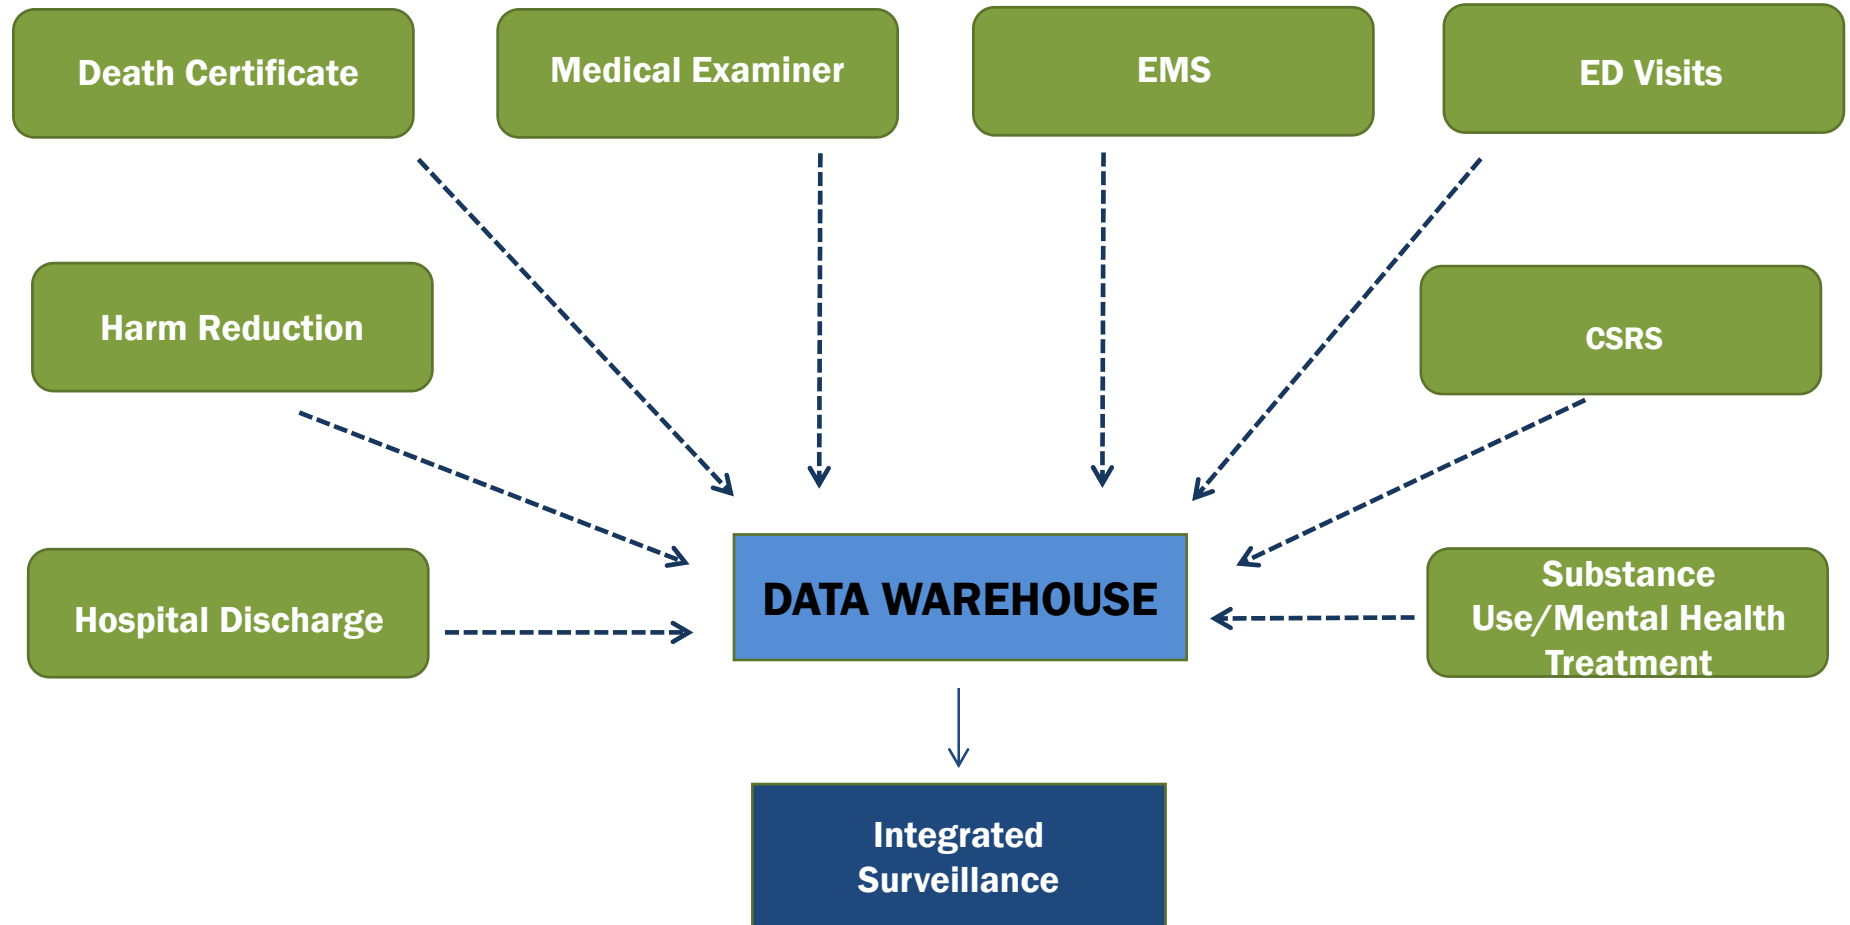 Death Certificate
Medical Examiner
EMS
ED Visits
Harm Reduction
CSRS
Hospital Discharge
DATA WAREHOUSE
Substance
Use/Mental Health
Treatment
Integrated
Surveillance